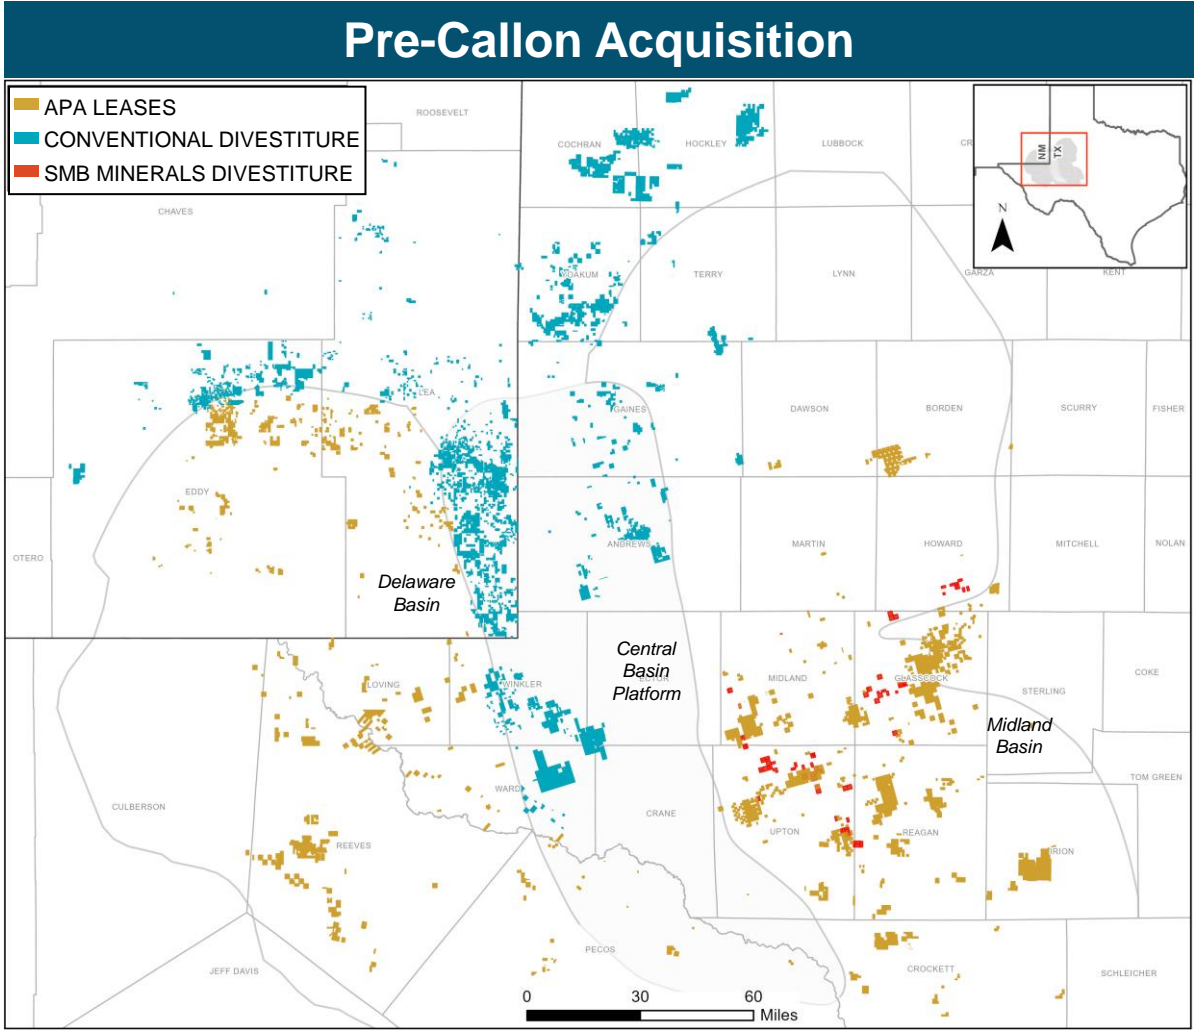 Pre-Callon Acquisition
APA LEASES
CONVENTIONAL DIVESTITURE
SMB MINERALS DIVESTITURE
ROOSEVELT
COCHRAN
HOCKLEY
LUBBOCK
CR
NM
TX
N
CHAVES
YOAKUM
TERRY
LYNN
GARZA
KENT
LEA
GAINES
DAWSON
BORDEN
SCURRY
FISHER
EDDY
OTERO
ANDREWS
MARTIN
HOWARD
MITCHELL
NOLAN
Delaware
Basin
Central
Basin
Platform
ECTOR
LOVING
WINKLER
MIDLAND
GLASSCOCK
STERLING
COKE
Midland
Basin
TOM GREEN
CULBERSON
WARD
CRANE
UPTON
REAGAN
IRION
REEVES
JEFF DAVIS
PECOS
CROCKETT
SCHLEICHER
0 30 60
Miles